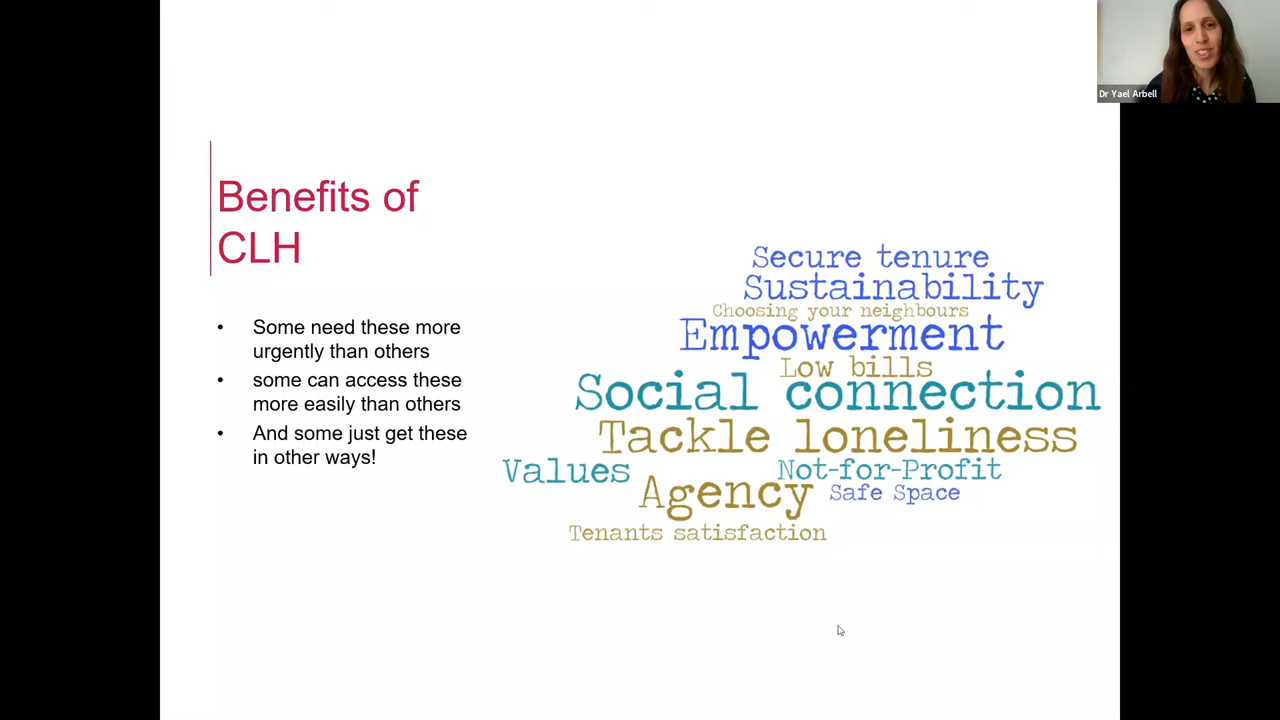 Dr Yael Arbell
Benefits of
CLH
• Some need these more
urgently than others
• some can access these
more easily than others
• And some just get these
in other ways!
Secure tenure
Sustainability
Choosing your neighbours
Empowerment
Low bills
Social connection
Tackle loneliness
Values
Not-for-Profit
Agency
Safe Space
Tenants satisfaction